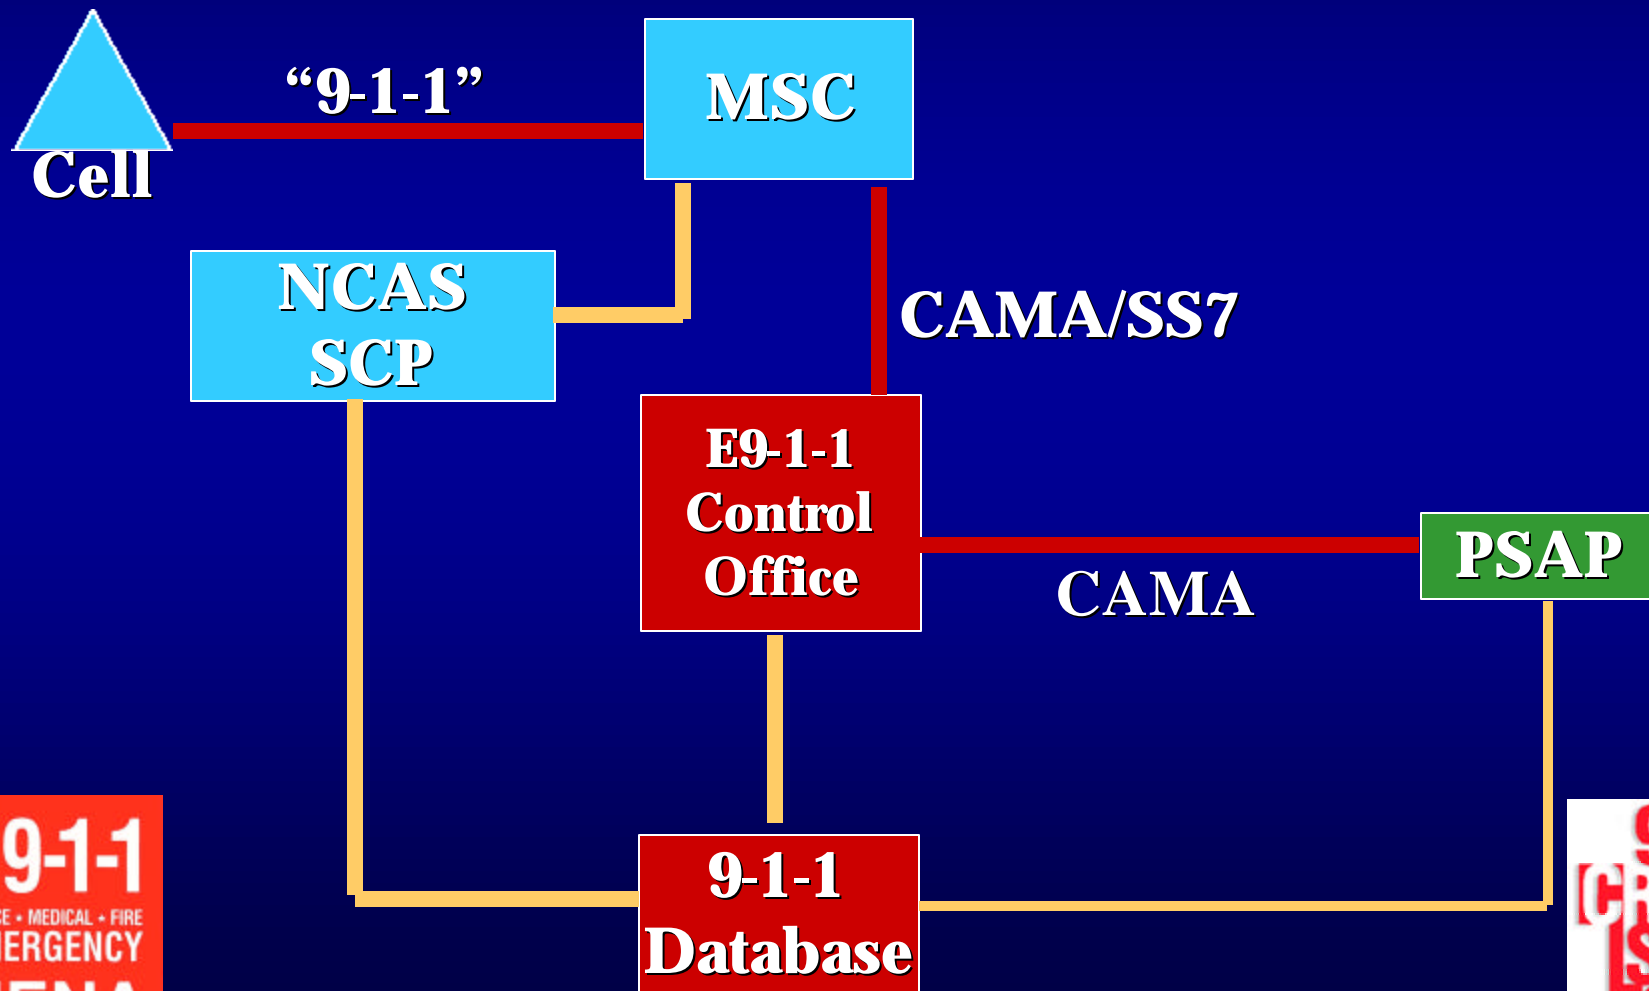 “9-1-1”
MSC
Cell
NCAS
SCP
CAMA/SS7
E9-1-1
Control
Office
PSAP
CAMA
9-1-1
Database
9-1-1
• MEDICAL • FIRE